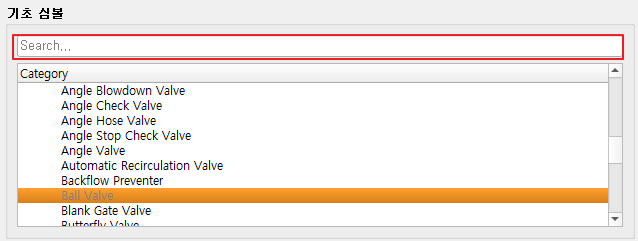 기초 심볼
Search...
Category
Angle Blowdown Valve
Angle Check Valve
Angle Hose Valve
Angle Stop Check Valve
Angle Valve
Automatic Recirculation Valve
Backflow Preventer
Ball Valve
Blank Gate Valve
Butterfly Valve